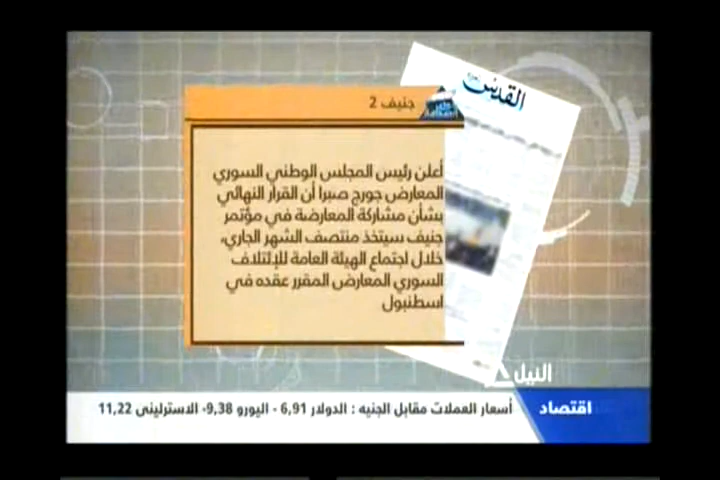 القدس
جنيف 2
أعلن رئيس المجلس الوطني السوري
المعارض جورج صبرا أن القرار النهائي
بشأن مشاركة المعارضة في مؤتمر
جنيف سيتخذ منتصف الشهر الجاري،
خلال اجتماع الهيئة العامة للإئتلاف
السوري المعارض المقرر عقده في
اسطنبول
النيل
اقتصاد
أسعار العملات مقابل الجنيه : الدولار 6,91 - اليورو 9,38- الاسترلينى 11,22